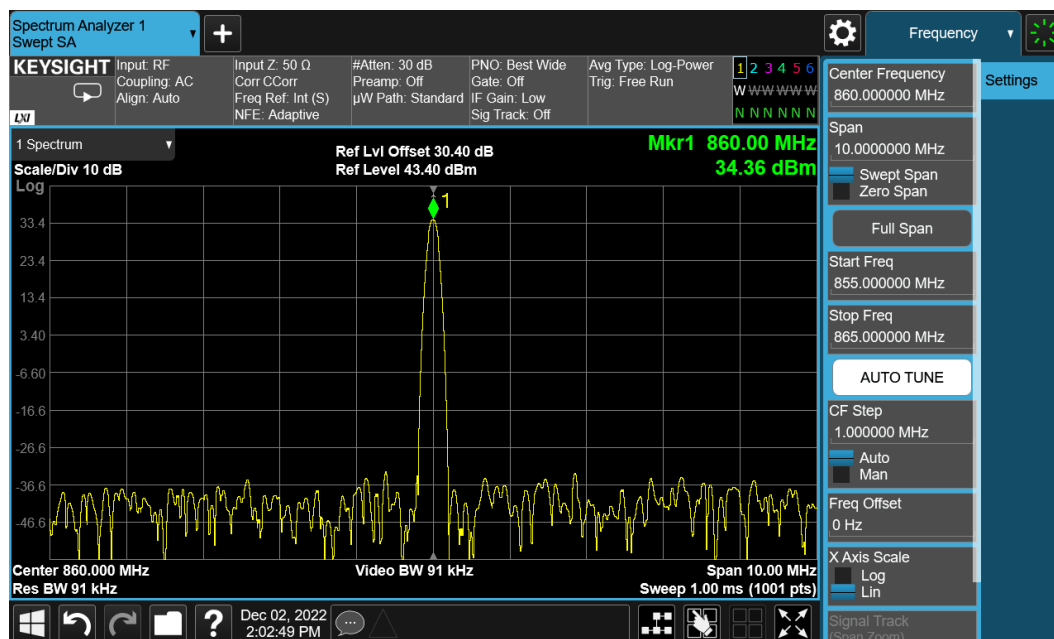 Spectrum Analyzer 1
Swept SA
+
Frequency
KEYSIGHT
LXI
Input: RF
Coupling: AC
Align: Auto
Input Z: 50 Ω
Corr CCorr
Freq Ref: Int (S)
NFE: Adaptive
#Atten: 30 dB
Preamp: Off
µW Path: Standard
PNO: Best Wide
Gate: Off
IF Gain: Low
Sig Track: Off
Avg Type: Log-Power
Trig: Free Run
1 2 3 4 5 6
W W W W W W
N N N N N N
1 Spectrum
Scale/Div 10 dB
Log
Ref Lvl Offset 30.40 dB
Ref Level 43.40 dBm
Mkr1 860.00 MHz
34.36 dBm
1
33.4
23.4
13.4
3.40
-6.60
-16.6
-26.6
-36.6
-46.6
Center 860.000 MHz
Video BW 91 kHz
Span 10.00 MHz
Res BW 91 kHz
Sweep 1.00 ms (1001 pts)
?
Dec 02, 2022
2:02:49 PM
Center Frequency
860.000000 MHz
Span
10.0000000 MHz
Swept Span
Zero Span
Full Span
Start Freq
855.000000 MHz
Stop Freq
865.000000 MHz
AUTO TUNE
CF Step
1.000000 MHz
Auto
Man
Freq Offset
0 Hz
X Axis Scale
Log
Lin
Signal Track
(Span Zoom)
Settings